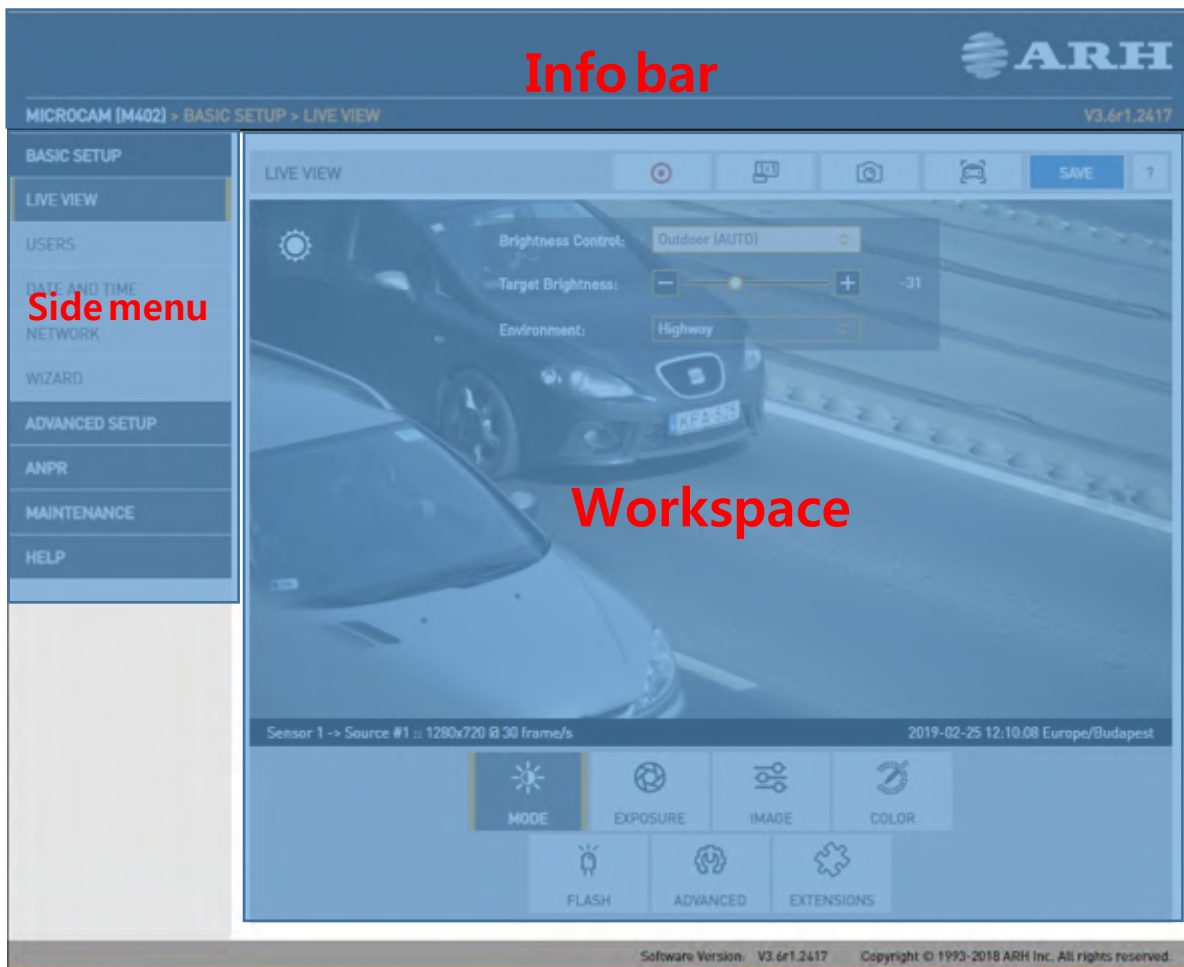 ARH
Info bar
MICROCAM (M402) > BASIC SETUP > LIVE VIEW
V3.6r1.2417
BASIC SETUP
LIVE VIEW
USERS
DATE AND TIME
Side menu
NETWORK
WIZARD
ADVANCED SETUP
ANPR
MAINTENANCE
HELP
LIVE VIEW
1:1
SAVE
?
Brightness Control:
Outdoor (AUTO)
Target Brightness:
-31
Environment:
Highway
KPA 525
Workspace
Sensor 1 -> Source #1 :: 1280x720 @ 30 frame/s
2019-02-25 12:10.08 Europe/Budapest
MODE
EXPOSURE
IMAGE
COLOR
FLASH
ADVANCED
EXTENSIONS
Software Version: V3.6r1.2417
Copyright © 1993-2018 ARH Inc. All rights reserved.